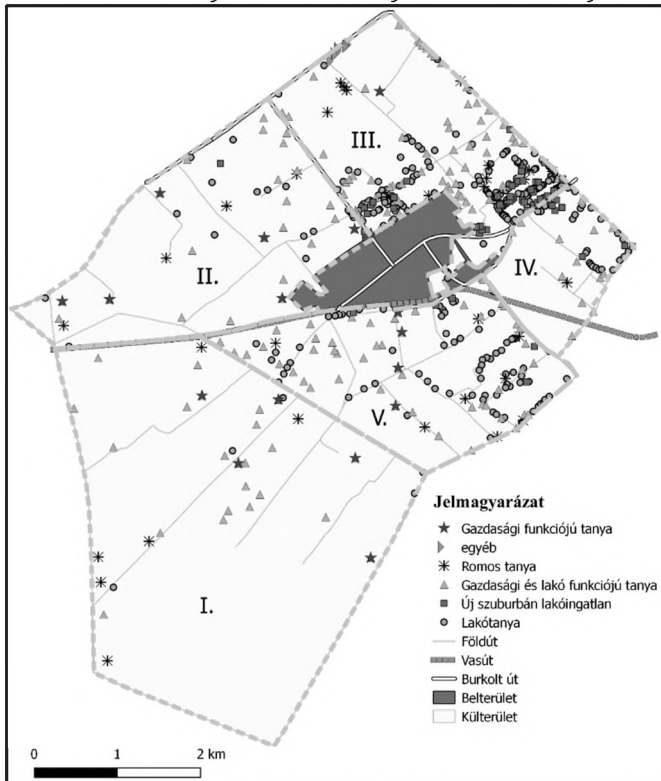 III.
II.
IV.
V.
I.
Jelmagyarázat
Gazdasági funkciójú tanya
egyéb
Romos tanya
Gazdasági és lakó funkciójú tanya
Új szuburbán lakóingatlan
Lakótanya
Földút
Vasút
Burkolt út
Belterület
Külterület
0 1 2 km